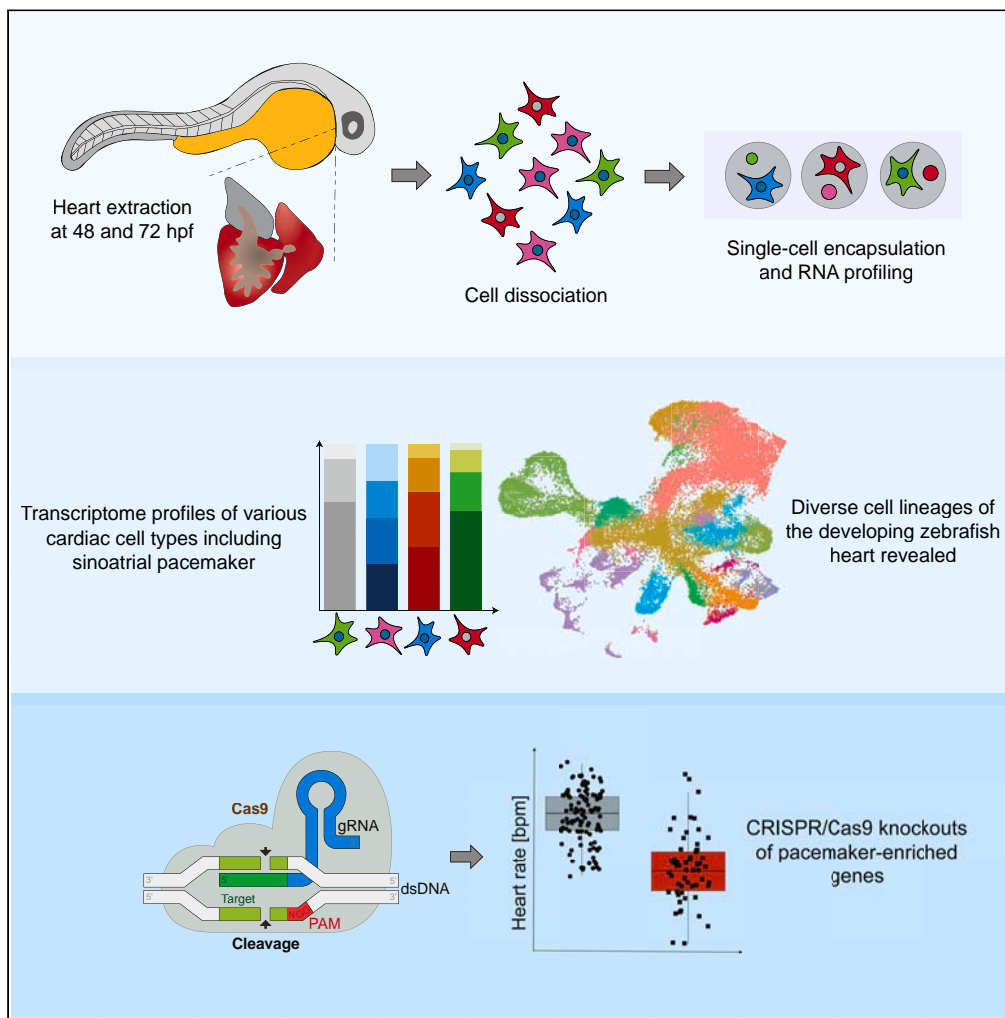 Heart extraction
at 48 and 72 hpf
Cell dissociation
Single-cell encapsulation
and RNA profiling
Transcriptome profiles of various
cardiac cell types including
sinoatrial pacemaker
Diverse cell lineages of
the developing zebrafish
heart revealed
Cas9
gRNA
3'
5'
5'
dsDNA
Target
3'
PAM
Cleavage
Heart rate [bpm]
CRISPR/Cas9 knockouts
of pacemaker-enriched
genes